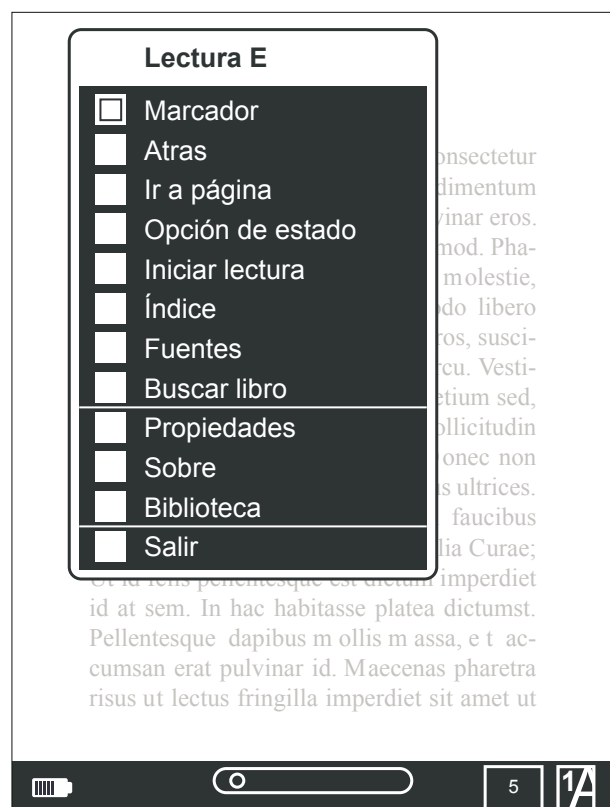 Lectura E
Marcador
Atras
Ir a página
Opción de estado
Iniciar lectura
Índice
Fuentes
Buscar libro
Propiedades
Sobre
Biblioteca
Salir
onsectetur
dimentum
vinar eros.
mod. Pha-
molestie,
do libero
ros, susci-
rcu. Vesti-
etium sed,
ollicitudin
onec non
s ultrices.
faucibus
lia Curae;
imperdiet
id at sem. In hac habitasse platea dictumst.
Pellentesque dapibus m ollis m assa, e t ac-
cumsan erat pulvinar id. Maecenas pharetra
risus ut lectus fringilla imperdiet sit amet ut
5
1A